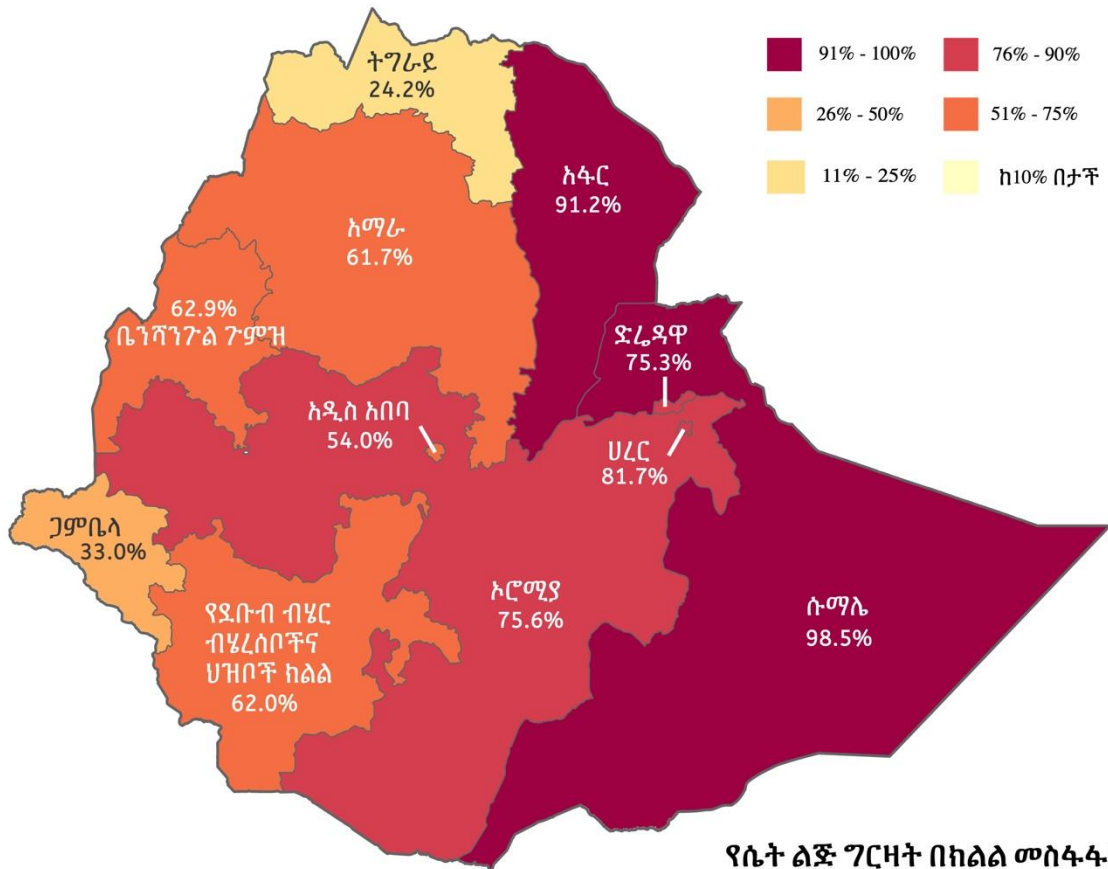 91% - 100%
76% - 90%
26% - 50%
51% - 75%
11% - 25%
ከ10% በታች
ትግራይ
24.2%
አፋር
91.2%
አማራ
61.7%
62.9%
ቤንሻንጉል ጉምዝ
ድሬዳዋ
75.3%
አዲስ አበባ
54.0%
ሀረር
81.7%
ጋምቤላ
33.0%
ኦሮሚያ
75.6%
ሱማሌ
98.5%
የደቡብ ብሄር
ብሄረሰቦችና
ህዝቦች ክልል
62.0%
የሴት ልጅ ግርዛት በክልል መስፋፋ